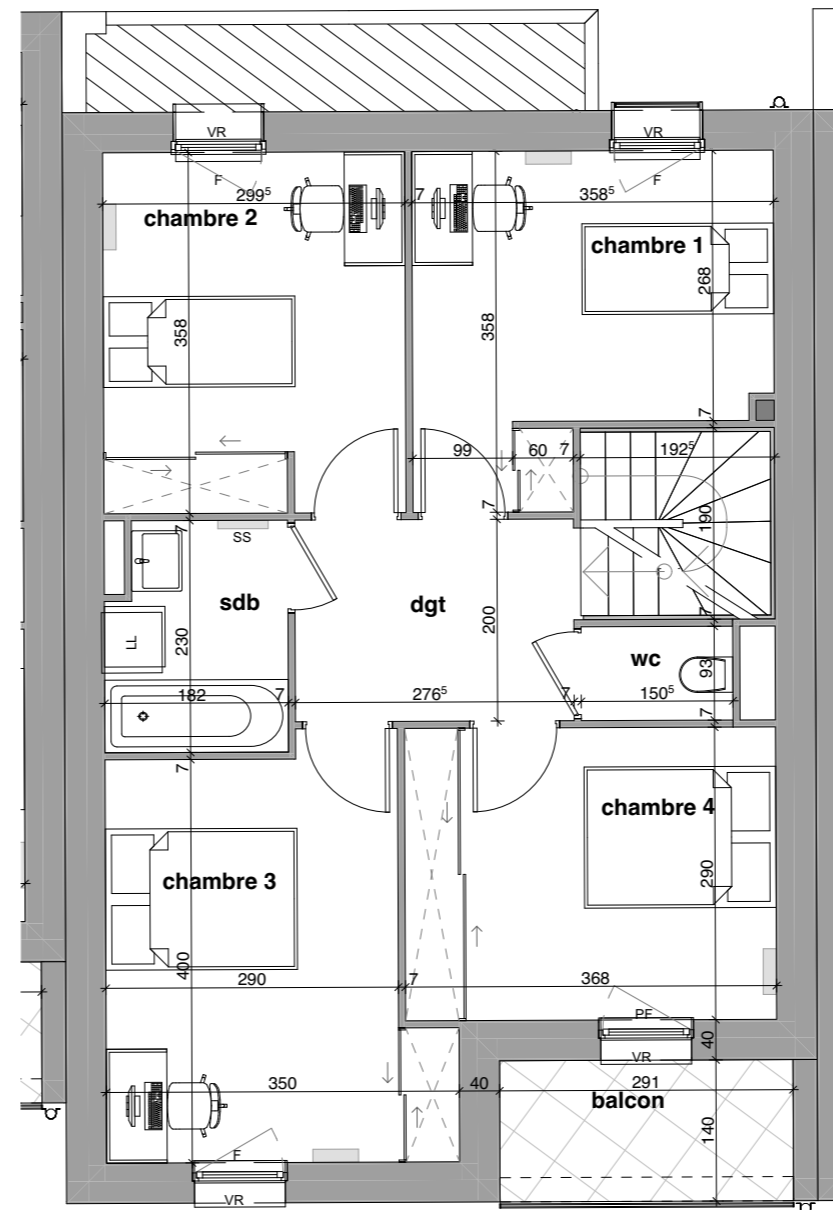 VR
VR
F
F
299⁵
7
358⁵
chambre 2
chambre 1
268
358
358
7
99
60
7
192⁵
7
7
190
SS
sdb
dgt
200
7
LL
230
wc
93
182
7
276⁵
7
150⁵
7
7
chambre 4
chambre 3
290
400
290
7
368
PF
40
VR
350
40
291
balcon
140
F
VR